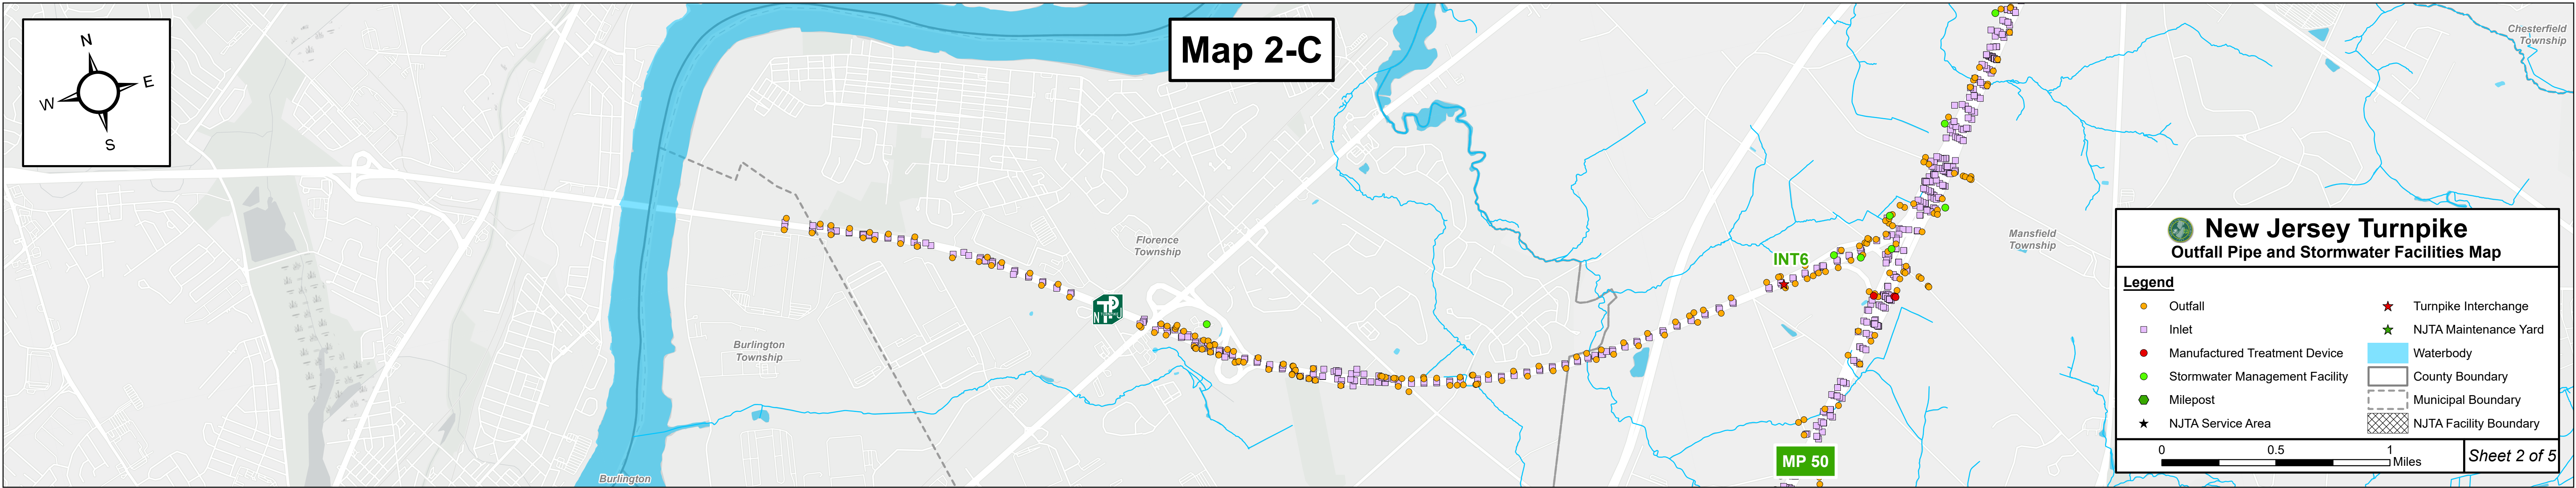 Map 2-C
N
E
W
S
Chesterfield
Township
Florence
Township
Mansfield
Township
INT6
Burlington
Township
Burlington
MP 50
New Jersey Turnpike
Outfall Pipe and Stormwater Facilities Map
Legend
Outfall
Inlet
Manufactured Treatment Device
Stormwater Management Facility
Milepost
NJTA Service Area
Turnpike Interchange
NJTA Maintenance Yard
Waterbody
County Boundary
Municipal Boundary
NJTA Facility Boundary
0 0.5 1
Miles
Sheet 2 of 5